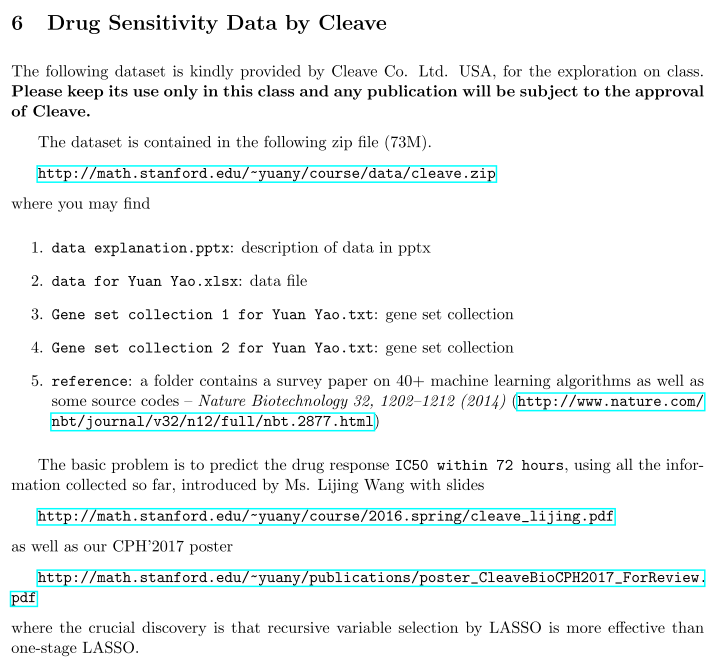 6 Drug Sensitivity Data by Cleave
The following dataset is kindly provided by Cleave Co. Ltd. USA, for the exploration on class.
Please keep its use only in this class and any publication will be subject to the approval
of Cleave.
The dataset is contained in the following zip file (73M).
http://math.stanford.edu/~yuany/course/data/cleave.zip
where you may find
1. data explanation.pptx: description of data in pptx
2. data for Yuan Yao.xlsx: data file
3. Gene set collection 1 for Yuan Yao.txt: gene set collection
4. Gene set collection 2 for Yuan Yao.txt: gene set collection
5. reference: a folder contains a survey paper on 40+ machine learning algorithms as well as
some source codes – Nature Biotechnology 32, 1202–1212 (2014) (http://www.nature.com/
nbt/journal/v32/n12/full/nbt.2877.html)
The basic problem is to predict the drug response IC50 within 72 hours, using all the infor-
mation collected so far, introduced by Ms. Lijing Wang with slides
http://math.stanford.edu/~yuany/course/2016.spring/cleave_lijing.pdf
as well as our CPH'2017 poster
http://math.stanford.edu/~yuany/publications/poster_CleaveBioCPH2017_ForReview.
pdf
where the crucial discovery is that recursive variable selection by LASSO is more effective than
one-stage LASSO.